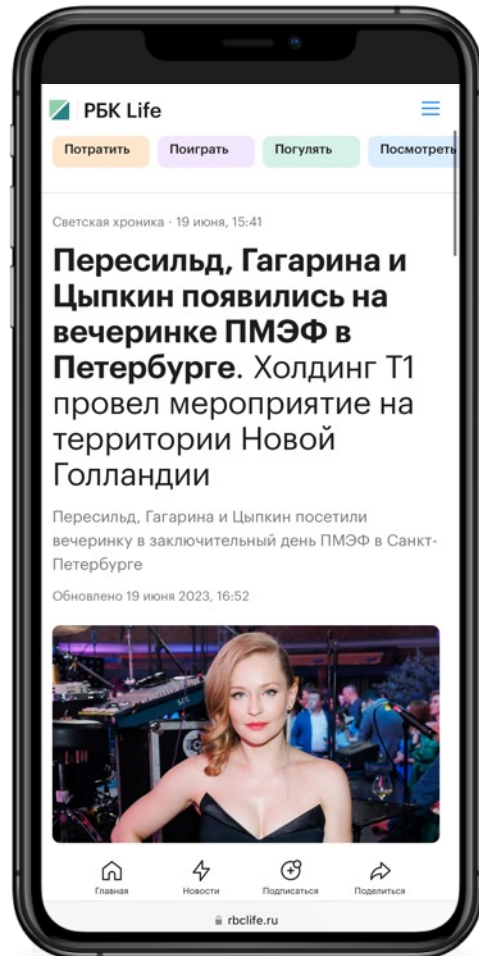 РБК Life
Потратить Поиграть Погулять Посмотреть
Светская хроника · 19 июня, 15:41
Пересильд, Гагарина и
Цыпкин появились на
вечеринке ПМЭФ в
Петербурге. Холдинг Т1
провел мероприятие на
территории Новой
Голландии
Пересильд, Гагарина и Цыпкин посетили
вечеринку в заключительный день ПМЭФ в Санкт-
Петербурге
Обновлено 19 июня 2023, 16:52
Главная Новости Подписаться Поделиться
rbclife.ru